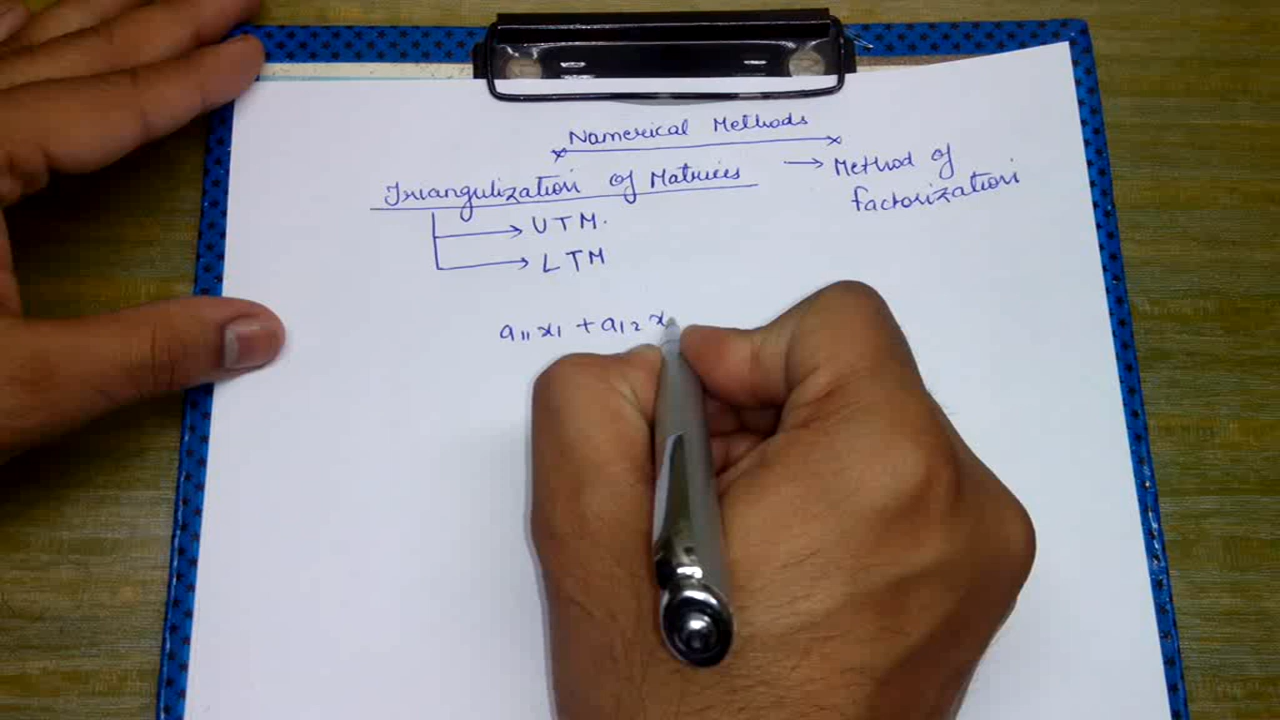 Numerical Methods
Triangulization of Matrices → Method of
factorization
→ UTM.
→ LTM
a₁₁x₁ + a₁₂x